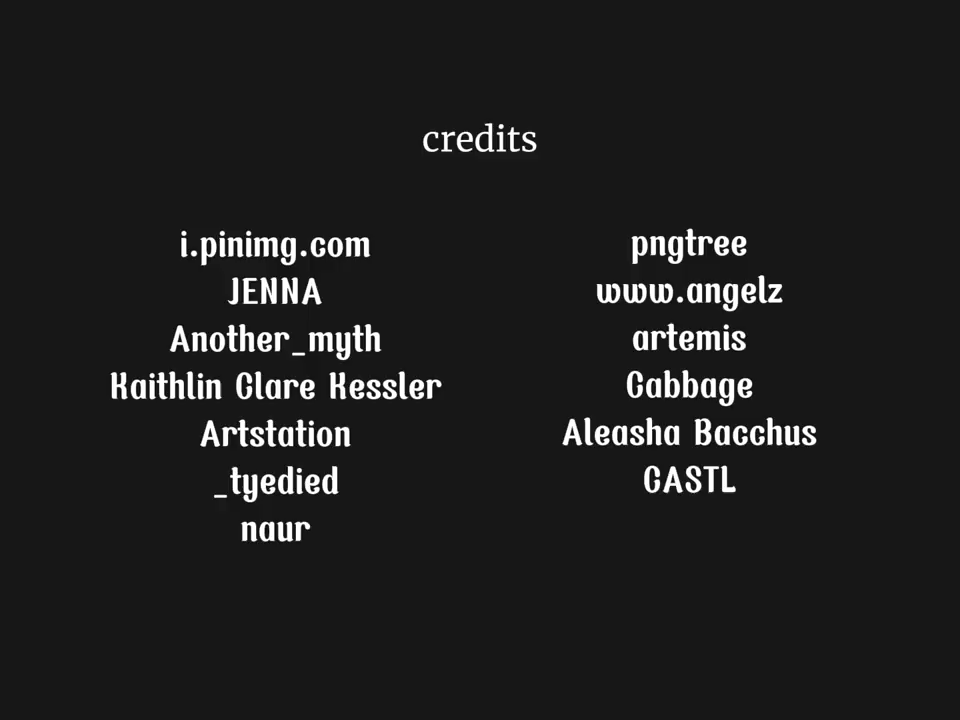 credits
i.pinimg.com
JENNA
Another_myth
Kaithlin Clare Kessler
Artstation
_tyedied
naur
pngtree
www.angelz
artemis
Cabbage
Aleasha Bacchus
CASTL